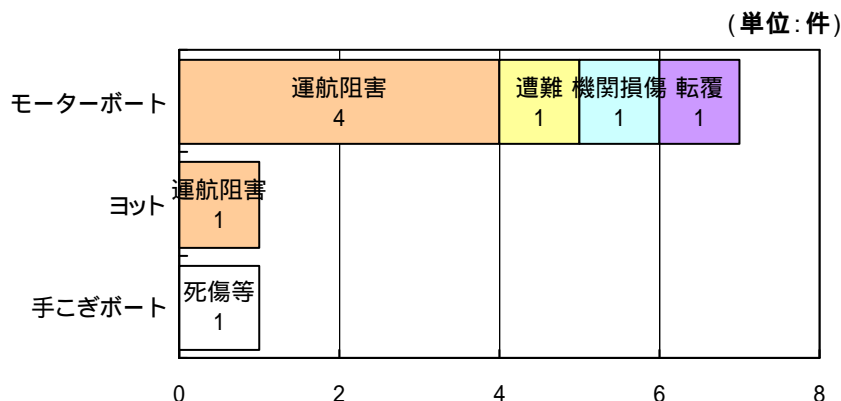 (単位:件)
モーターボート
運航阻害 遭難 機関損傷 転覆
4 1 1 1
ヨット
運航阻害
1
手こぎボート
死傷等
1
0 2 4 6 8